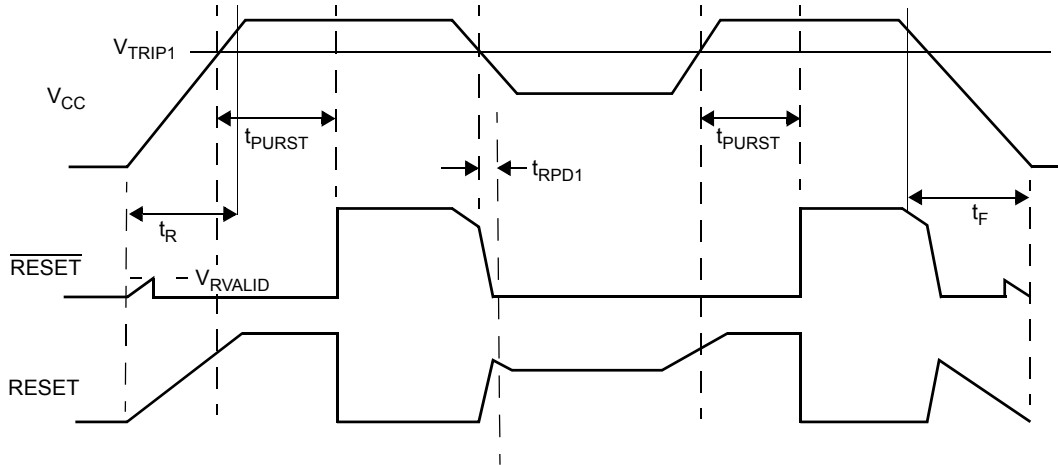 VTRIP1
VCC
tPURST
tPURST
tRPD1
tR
tF
RESET
VRVALID
RESET